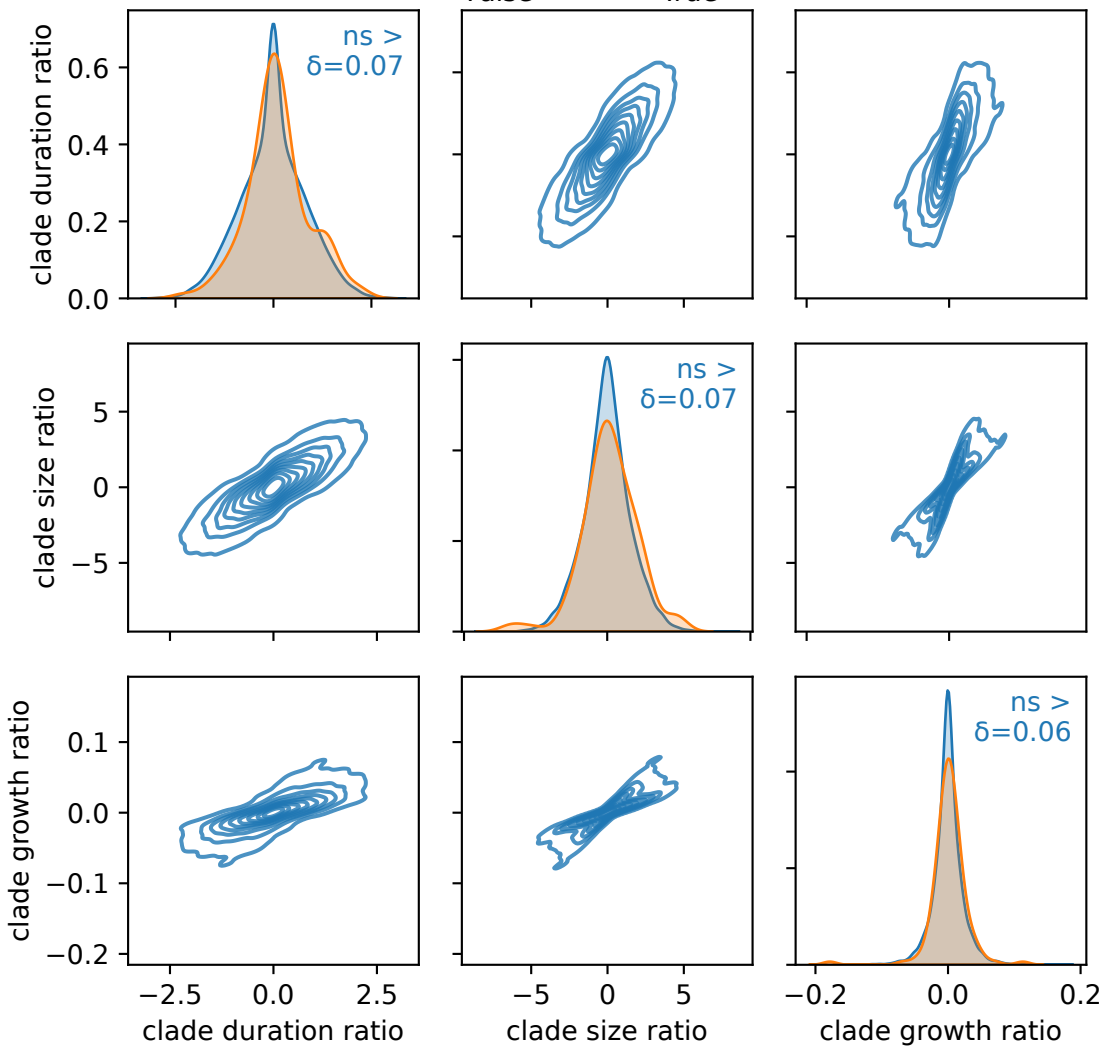 clade duration ratio
0.6
0.4
0.2
0.0
ns >
δ=0.07
clade size ratio
5
0
−5
ns >
δ=0.07
clade growth ratio
0.1
0.0
−0.1
−0.2
ns >
δ=0.06
−2.5 0.0 2.5
−5 0 5
−0.2 0.0 0.2
clade duration ratio
clade size ratio
clade growth ratio